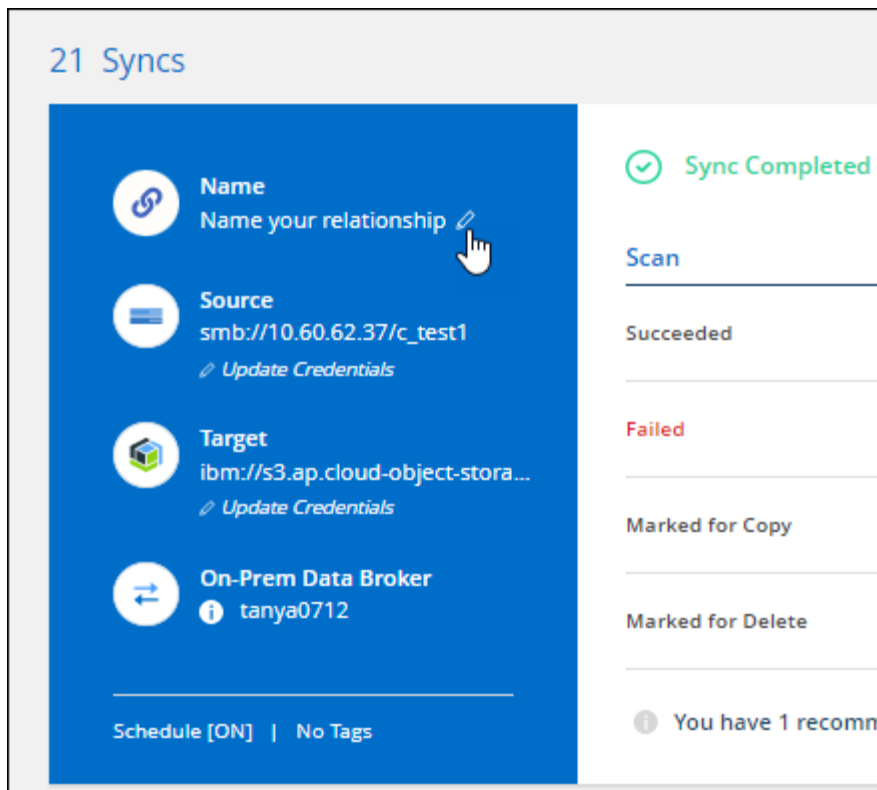 21 Syncs
Name
Name your relationship
Source
smb://10.60.62.37/c_test1
Update Credentials
Target
ibm://s3.ap.cloud-object-stora...
Update Credentials
On-Prem Data Broker
tanya0712
Schedule [ON] | No Tags
Sync Completed
Scan
Succeeded
Failed
Marked for Copy
Marked for Delete
You have 1